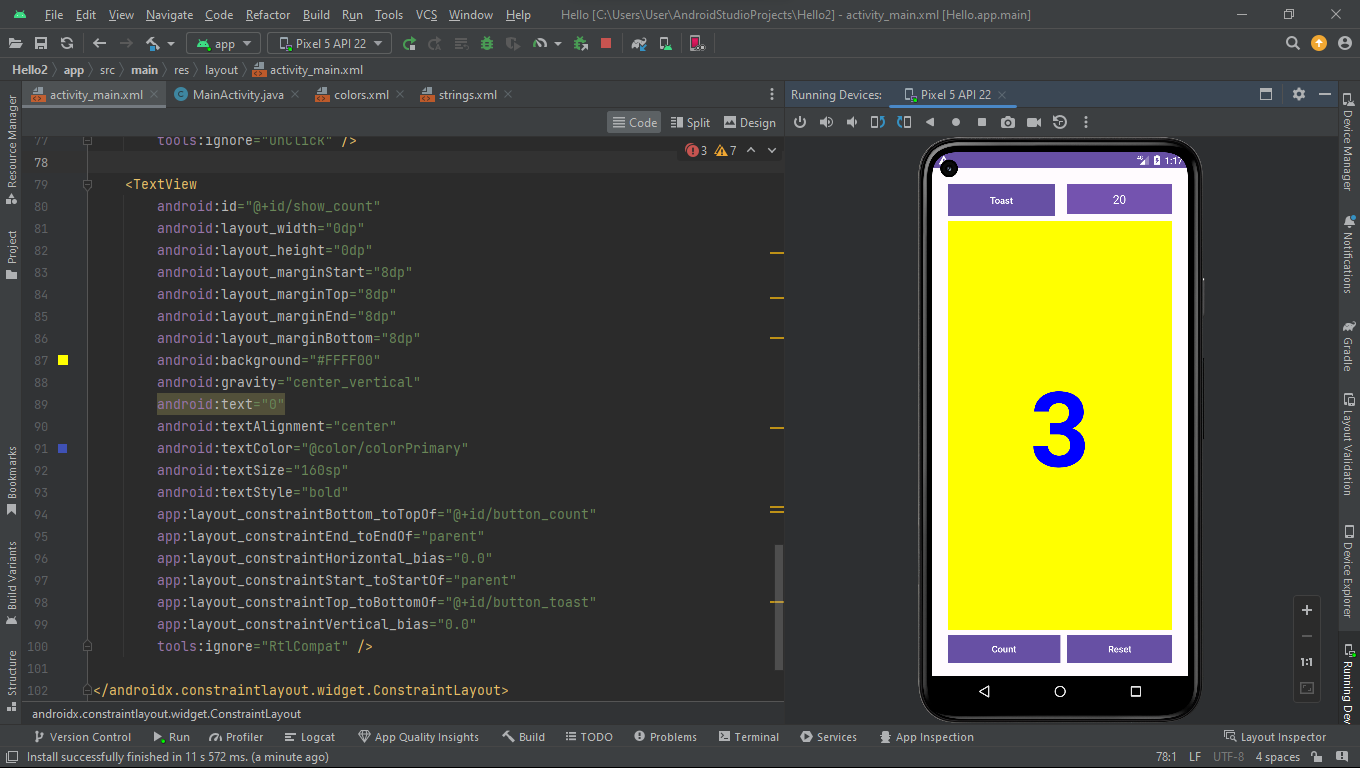 File Edit View Navigate Code Refactor Build Run Tools VCS Window Help Hello [C:\Users\User\AndroidStudioProjects\Hello2] - activity_main.xml [Hello.app.main]
app Pixel 5 API 22
Hello2 app src main res layout activity_main.xml
activity_main.xml MainActivity.java colors.xml strings.xml
Running Devices: Pixel 5 API 22
Code Split Design
3 7
77 tools:ignore="OnClick" />
78
79 <TextView
80 android:id="@+id/show_count"
81 android:layout_width="0dp"
82 android:layout_height="0dp"
83 android:layout_marginStart="8dp"
84 android:layout_marginTop="8dp"
85 android:layout_marginEnd="8dp"
86 android:layout_marginBottom="8dp"
87 android:background="#FFFF00"
88 android:gravity="center_vertical"
89 android:text="0"
90 android:textAlignment="center"
91 android:textColor="@color/colorPrimary"
92 android:textSize="160sp"
93 android:textStyle="bold"
94 app:layout_constraintBottom_toTopOf="@+id/button_count"
95 app:layout_constraintEnd_toEndOf="parent"
96 app:layout_constraintHorizontal_bias="0.0"
97 app:layout_constraintStart_toStartOf="parent"
98 app:layout_constraintTop_toBottomOf="@+id/button_toast"
99 app:layout_constraintVertical_bias="0.0"
100 tools:ignore="RtlCompat" />
101
102 </androidx.constraintlayout.widget.ConstraintLayout>
androidx.constraintlayout.widget.ConstraintLayout
Resource Manager
Project
Bookmarks
Build Variants
Structure
1:17
Toast 20
3
Count Reset
1:1
Device Manager
Notifications
Gradle
Layout Validation
Device Explorer
Running Dev
Version Control Run Profiler Logcat App Quality Insights Build TODO Problems Terminal Services App Inspection Layout Inspector
Install successfully finished in 11 s 572 ms. (a minute ago) 78:1 LF UTF-8 4 spaces